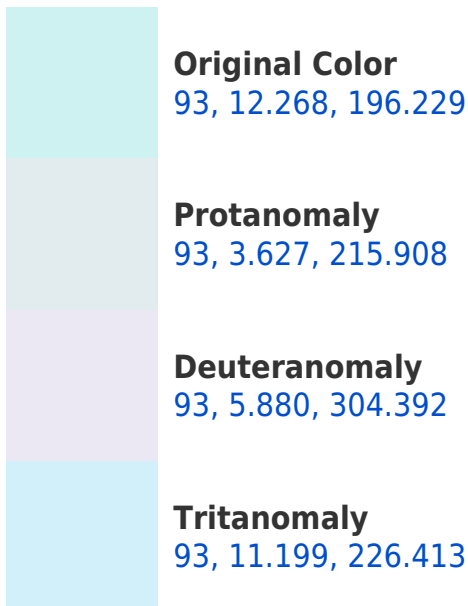 Original Color
93, 12.268, 196.229
Protanomaly
93, 3.627, 215.908
Deuteranomaly
93, 5.880, 304.392
Tritanomaly
93, 11.199, 226.413